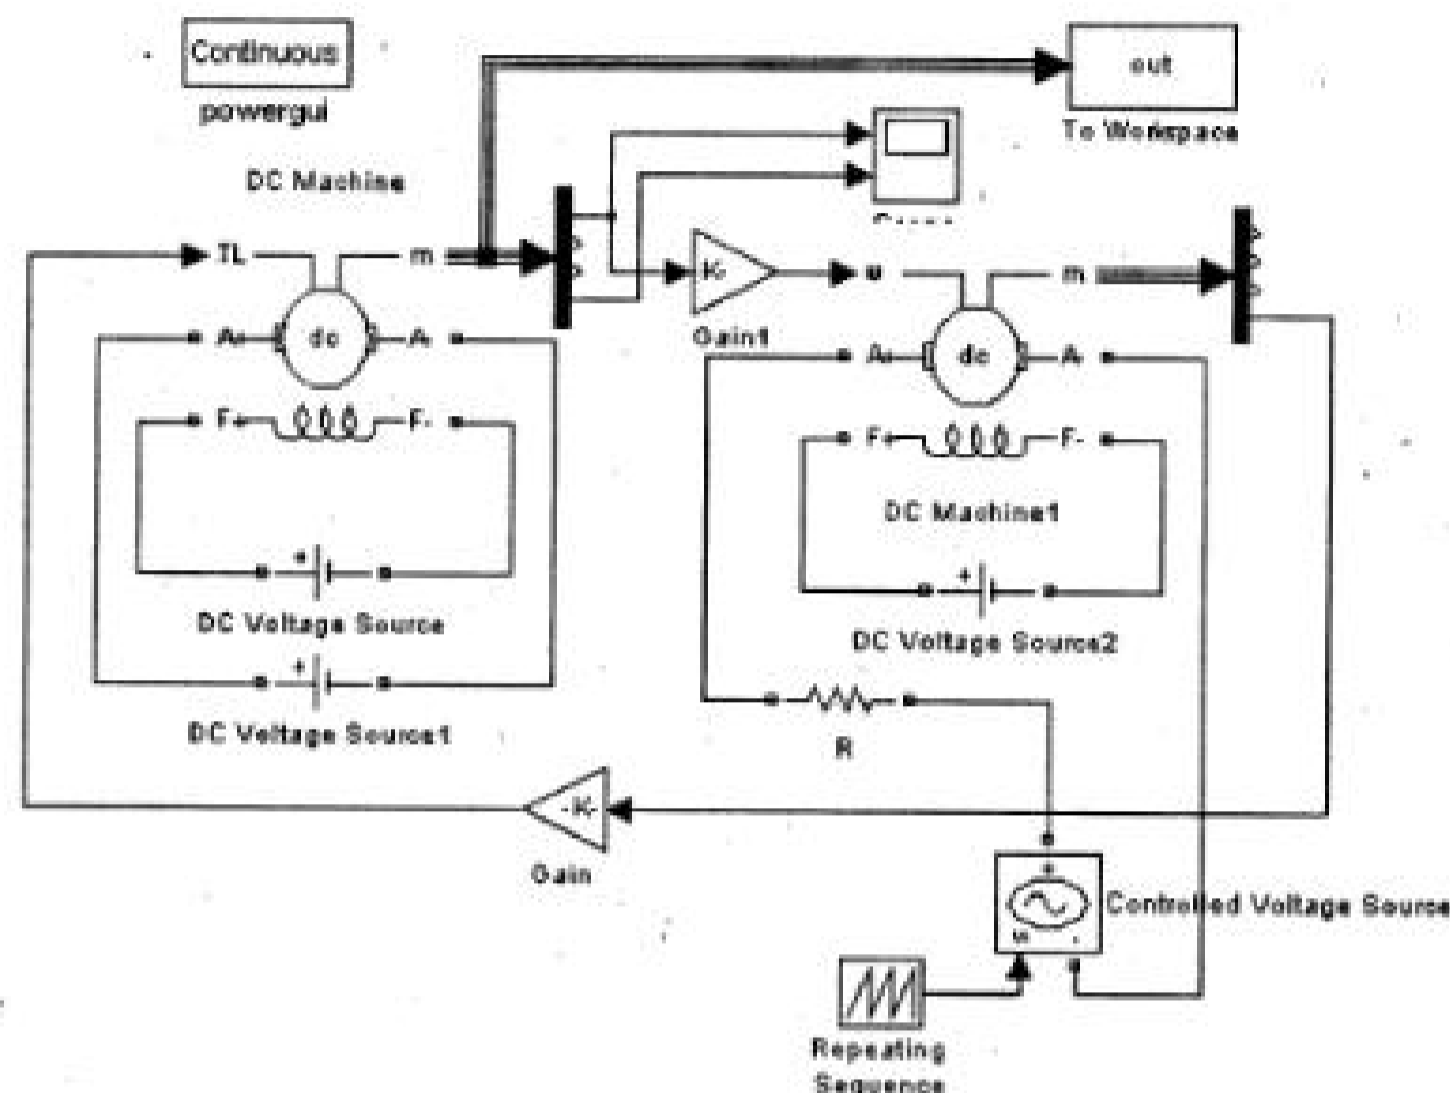 Continuous
powergui
out
To Workspace
DC Machine
TL
m
K
Gain1
w
m
A+
dc
A-
A+
dc
A-
F+
F-
F+
F-
DC Machine1
+
+
DC Voltage Source
DC Voltage Source2
+
DC Voltage Source1
R
-K-
Gain
Controlled Voltage Source
Repeating
Sequence